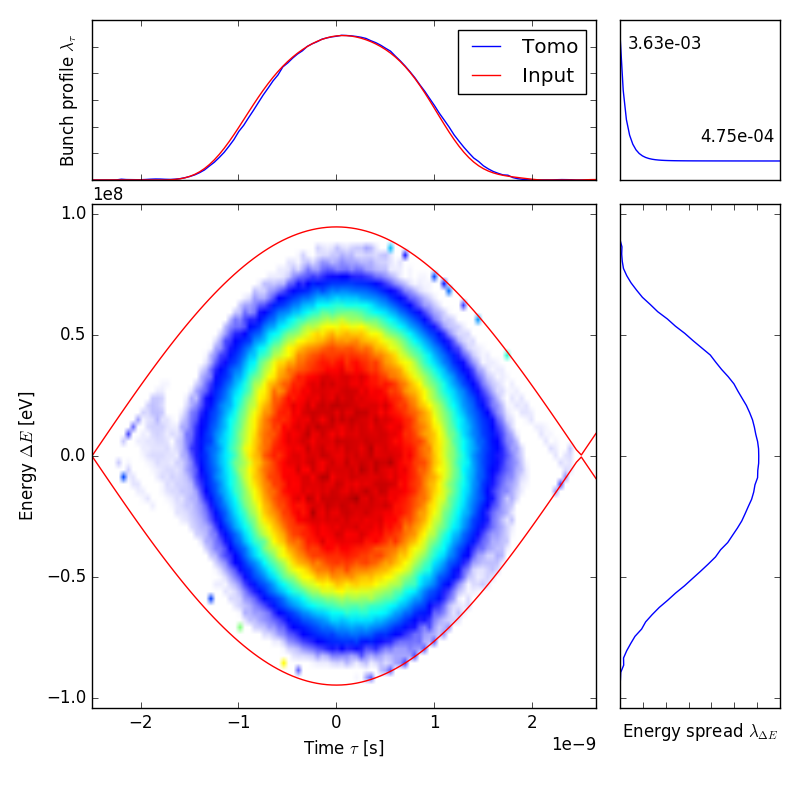 Bunch profile λτ
Tomo
Input
3.63e-03
4.75e-04
1e8
1.0
0.5
0.0
−0.5
−1.0
Energy ΔE [eV]
−2
−1
0
1
2
Time τ [s]
1e−9
Energy spread λΔE